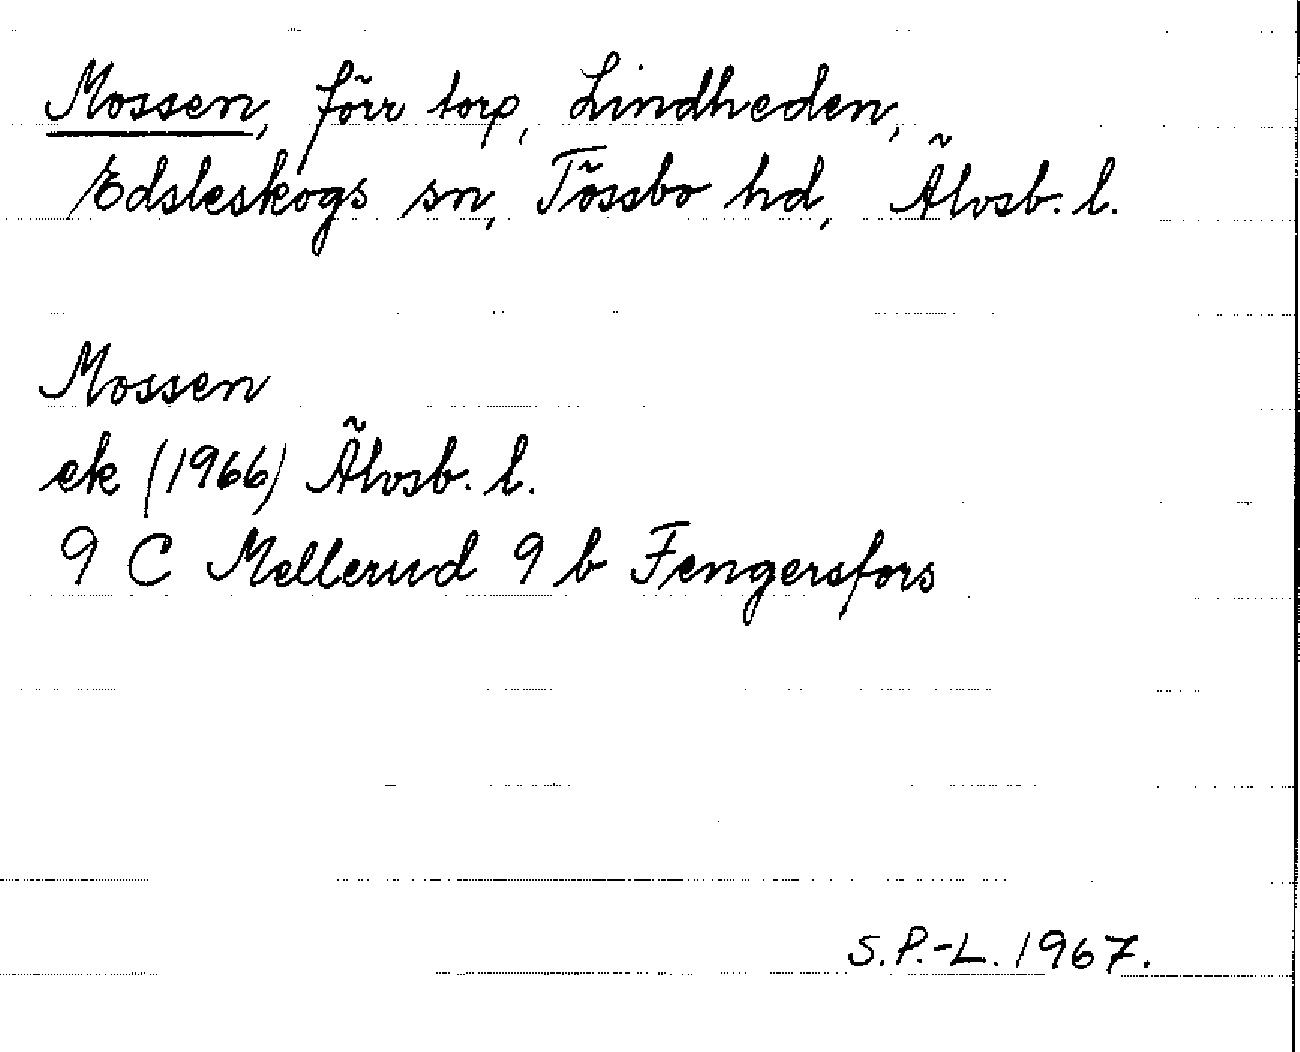 Mossen, förr torp, Lindheden,
Edsleskogs sn, Tössbo hd, Älvsb. l.
Mossen
ek (1966) Älvsb. l.
9 C Mellerud 9 b Fengersfors
S.P.-L. 1967.